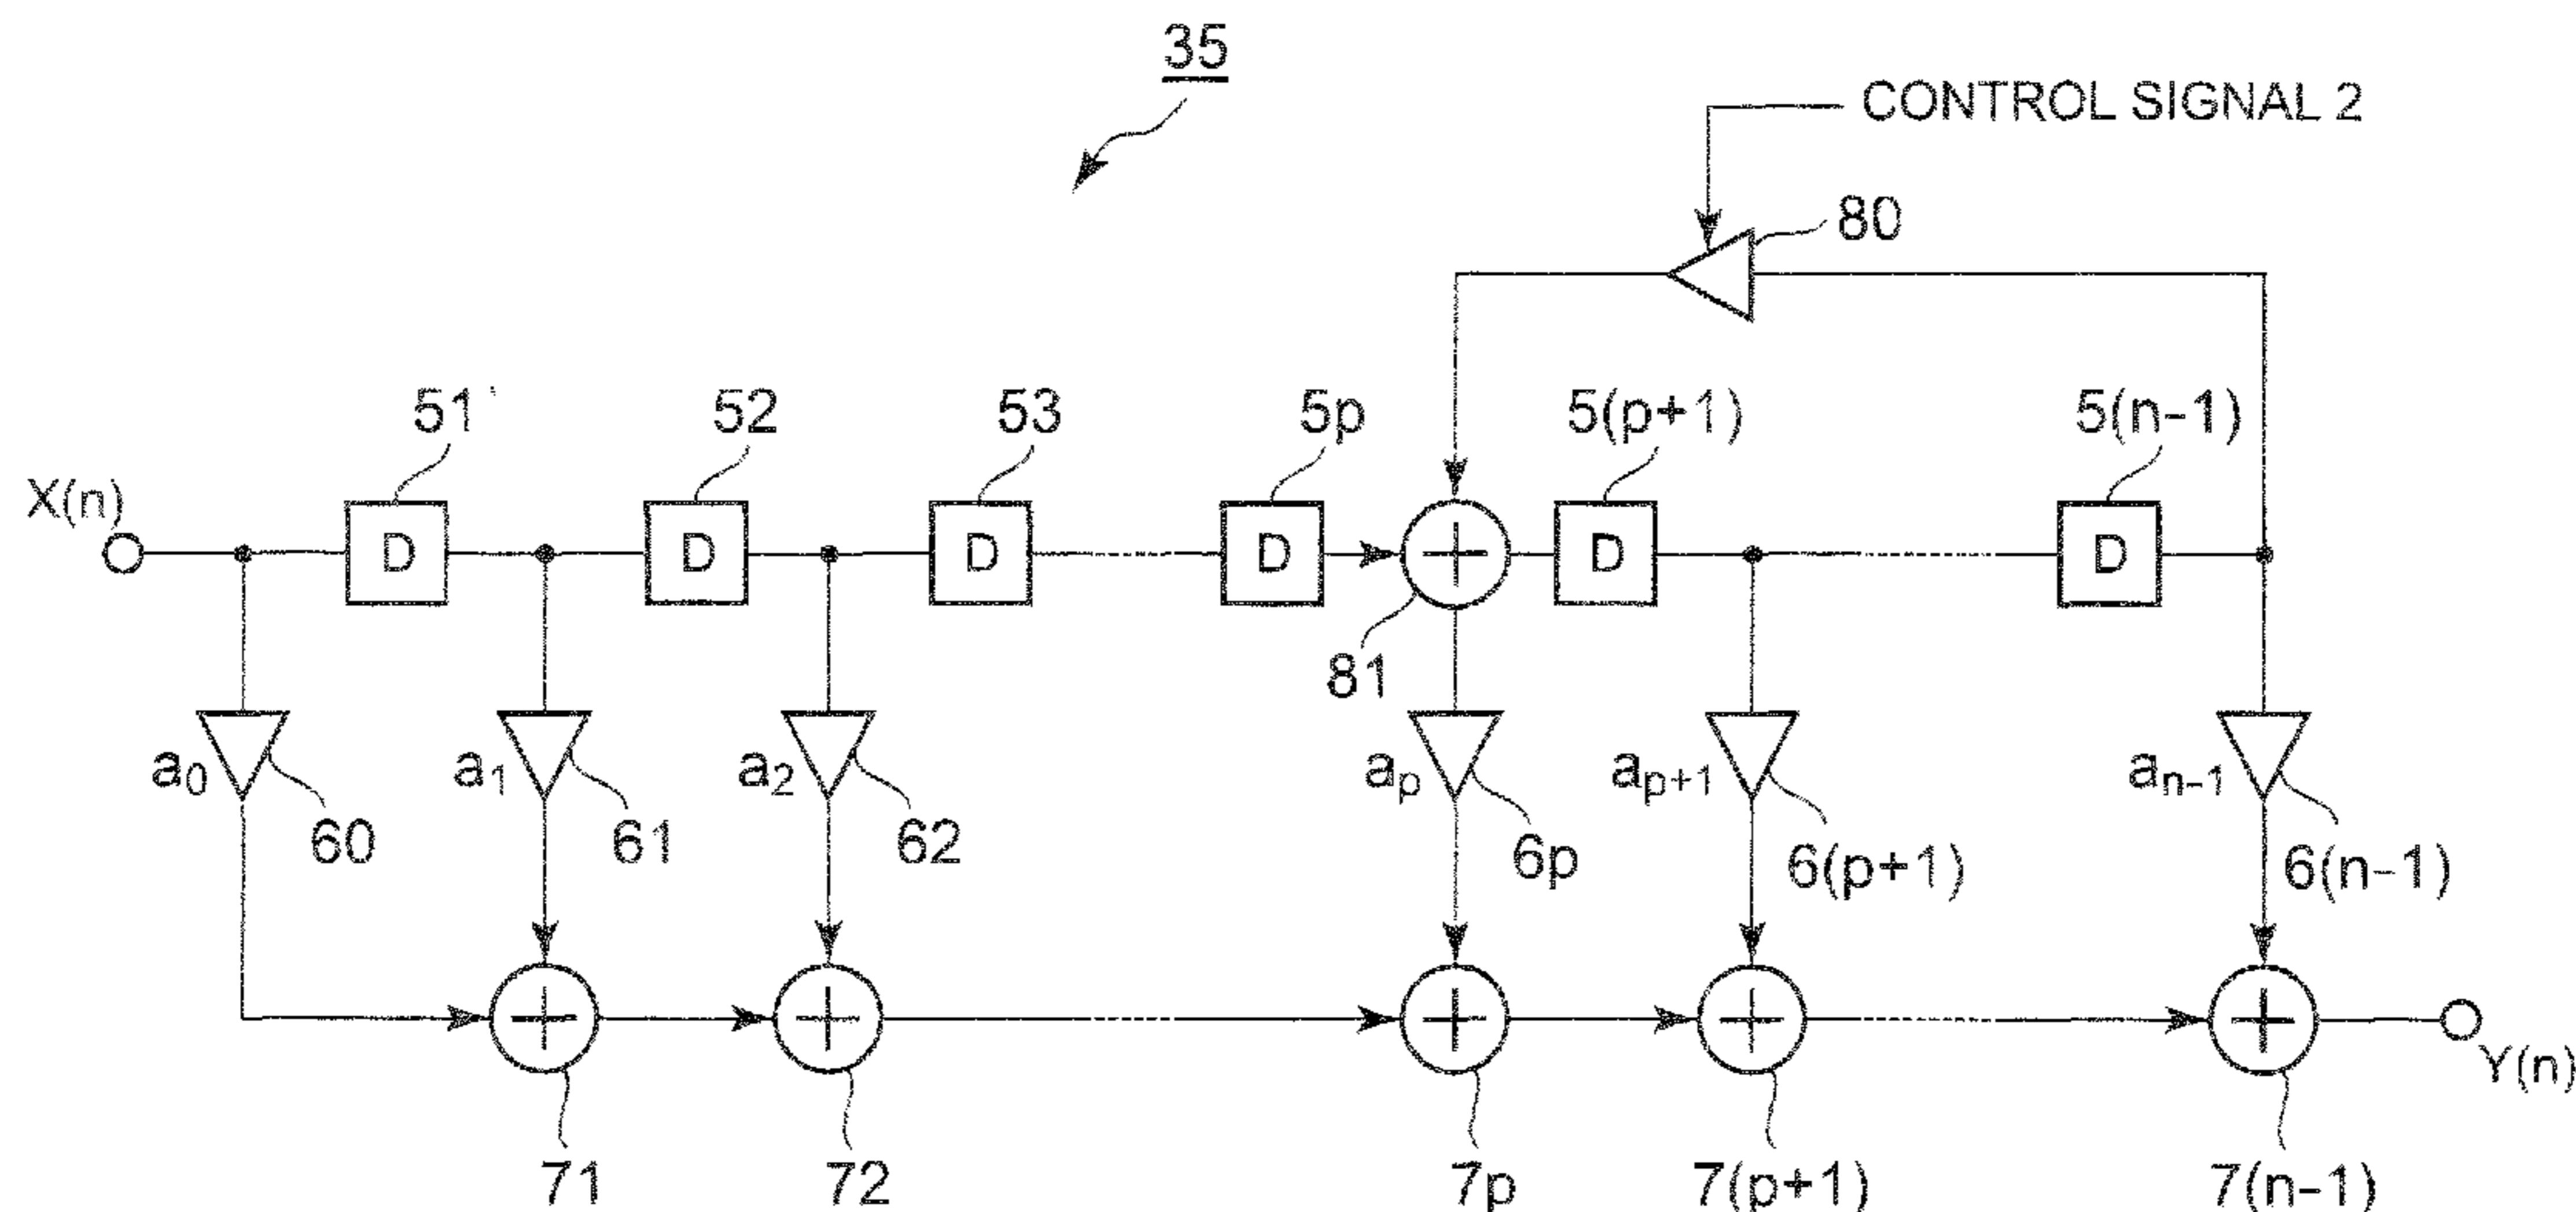 35
CONTROL SIGNAL 2
80
51 52 53 5p 5(p+1) 5(n-1)
X(n)
D D D D D D
81
a0 a1 a2 ap ap+1 an-1
60 61 62 6p 6(p+1) 6(n-1)
Y(n)
71 72 7p 7(p+1) 7(n-1)